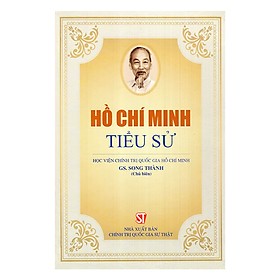 HỒ CHÍ MINH
TIỂU SỬ
HỌC VIỆN CHÍNH TRỊ QUỐC GIA HỒ CHÍ MINH
GS. SONG THÀNH
(Chủ biên)
ST
NHÀ XUẤT BẢN
CHÍNH TRỊ QUỐC GIA SỰ THẬT